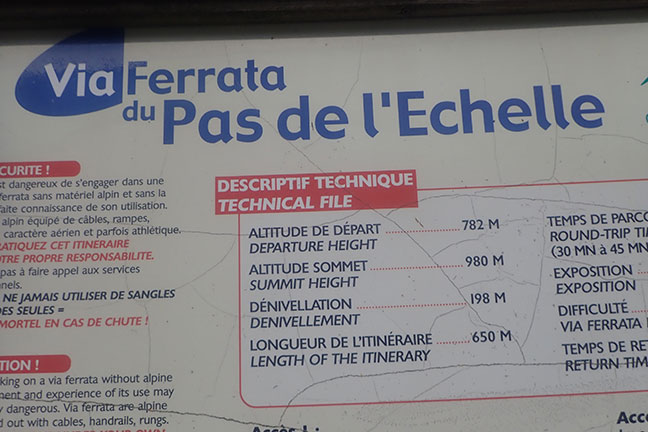 Via Ferrata
du Pas de l'Echelle
CURITE !
st dangereux de s'engager dans une
ferrata sans matériel alpin et sans la
faite connaissance de son utilisation.
alpin équipé de câbles, rampes,
caractère aérien et parfois athlétique.
RATIQUEZ CET ITINERAIRE
OTRE PROPRE RESPONSABILITE.
pas à faire appel aux services
nnels.
NE JAMAIS UTILISER DE SANGLES
DES SEULES =
MORTEL EN CAS DE CHUTE !
TION !
king on a via ferrata without alpine
ment and experience of its use may
y dangerous. Via ferrata are alpine
d out with cables, handrails, rungs.
DESCRIPTIF TECHNIQUE
TECHNICAL FILE
ALTITUDE DE DÉPART 782 M
DEPARTURE HEIGHT
ALTITUDE SOMMET 980 M
SUMMIT HEIGHT
DÉNIVELLATION 198 M
DENIVELLEMENT
LONGUEUR DE L'ITINÉRAIRE 650 M
LENGTH OF THE ITINERARY
TEMPS DE PARCO
ROUND-TRIP TI
(30 MN à 45 MN
EXPOSITION
EXPOSITION
DIFFICULTÉ
VIA FERRATA
TEMPS DE RE
RETURN TIM